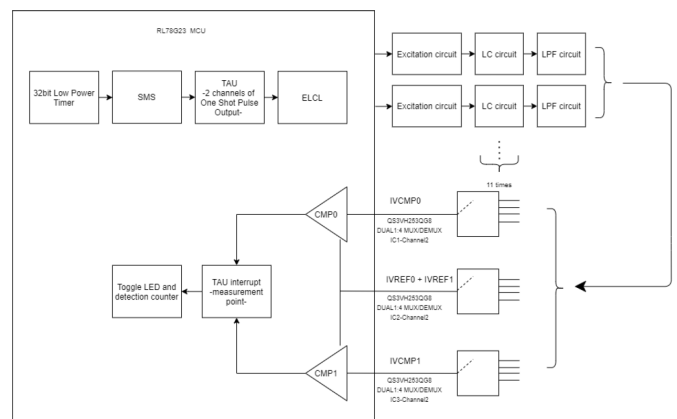 RL78G23 MCU
32bit Low Power
Timer
SMS
TAU
-2 channels of
One Shot Pulse
Output-
ELCL
Excitation circuit
LC circuit
LPF circuit
Excitation circuit
LC circuit
LPF circuit
11 times
CMP0
IVCMP0
QS3VH253QG8
DUAL1:4 MUX/DEMUX
IC1-Channel2
Toggle LED and
detection counter
TAU interrupt
-measurement
point-
IVREF0 + IVREF1
QS3VH253QG8
DUAL1:4 MUX/DEMUX
IC2-Channel2
CMP1
IVCMP1
QS3VH253QG8
DUAL1:4 MUX/DEMUX
IC3-Channel2